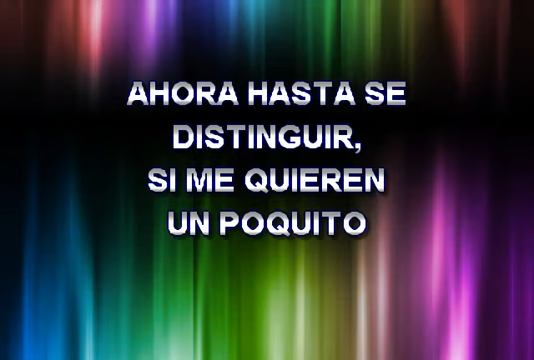 AHORA HASTA SE
DISTINGUIR,
SI ME QUIEREN
UN POQUITO